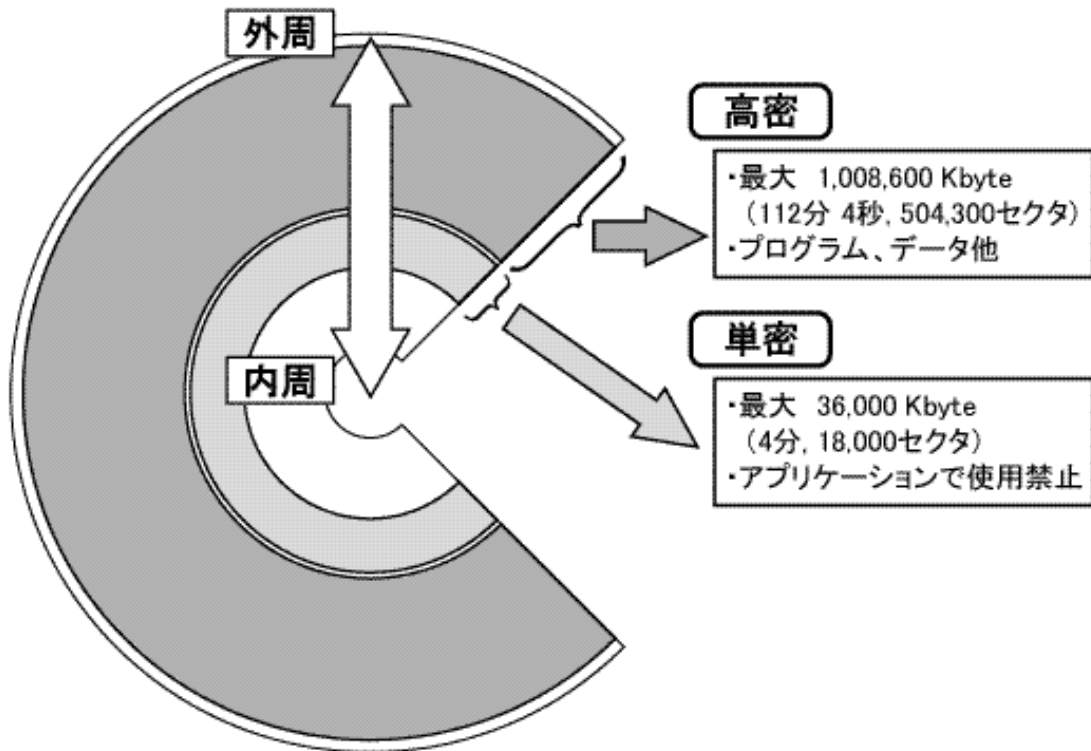 外周
内周
高密
・最大 1,008,600 Kbyte
(112分 4秒, 504,300セクタ)
・プログラム、データ他
単密
・最大 36,000 Kbyte
(4分, 18,000セクタ)
・アプリケーションで使用禁止